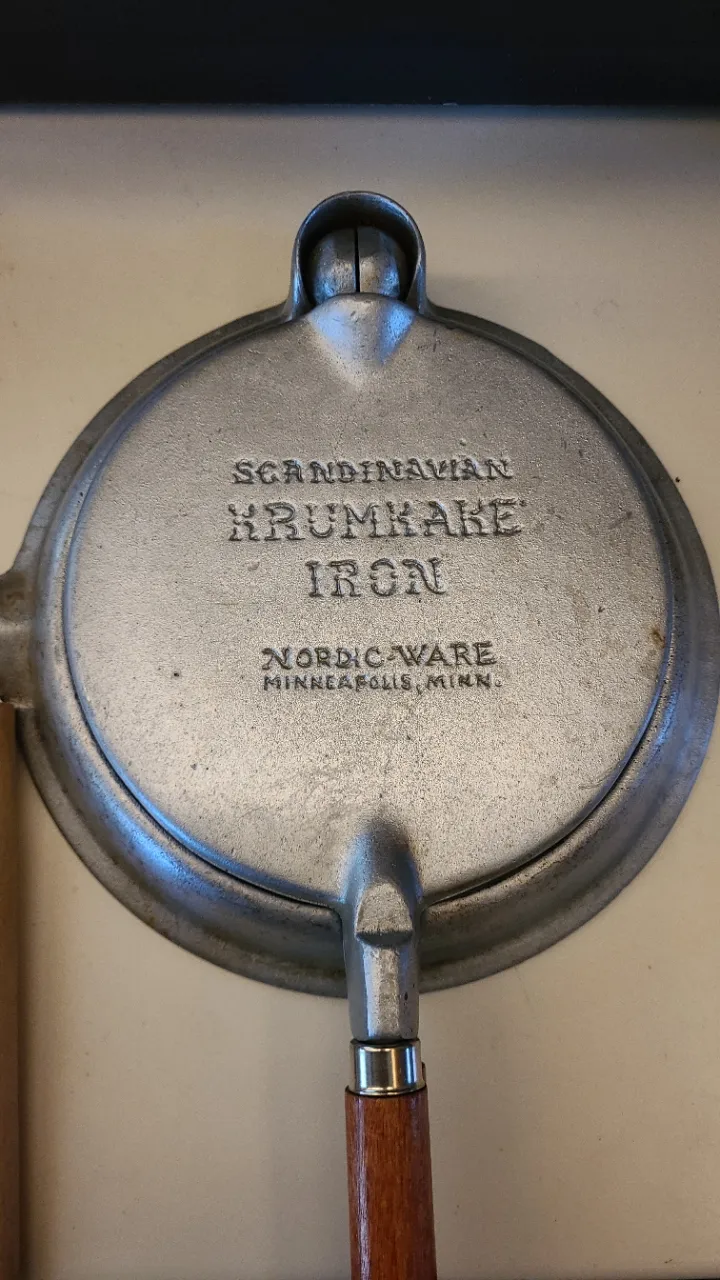 SCANDINAVIAN
KRUMKAKE
IRON
NORDIC-WARE
MINNEAPOLIS, MINN.